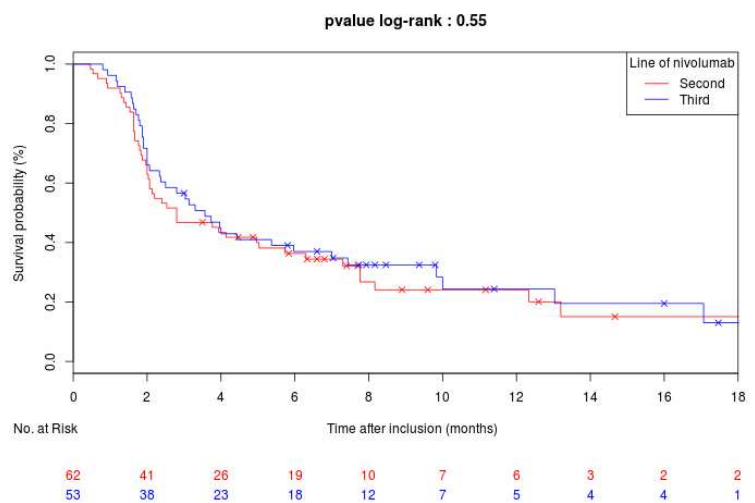 pvalue log-rank : 0.55
Line of nivolumab
Second
Third
Survival probability (%)
1.0
0.8
0.6
0.4
0.2
0.0
0 2 4 6 8 10 12 14 16 18
No. at Risk
Time after inclusion (months)
62 41 26 19 10 7 6 3 2 2
53 38 23 18 12 7 5 4 4 1